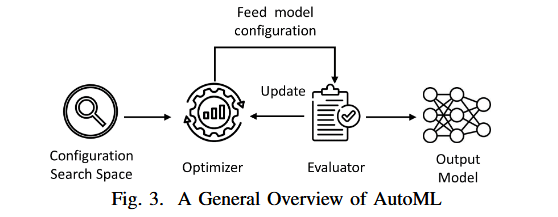 Feed model
configuration
Update
Configuration
Search Space
Optimizer
Evaluator
Output
Model
Fig. 3. A General Overview of AutoML